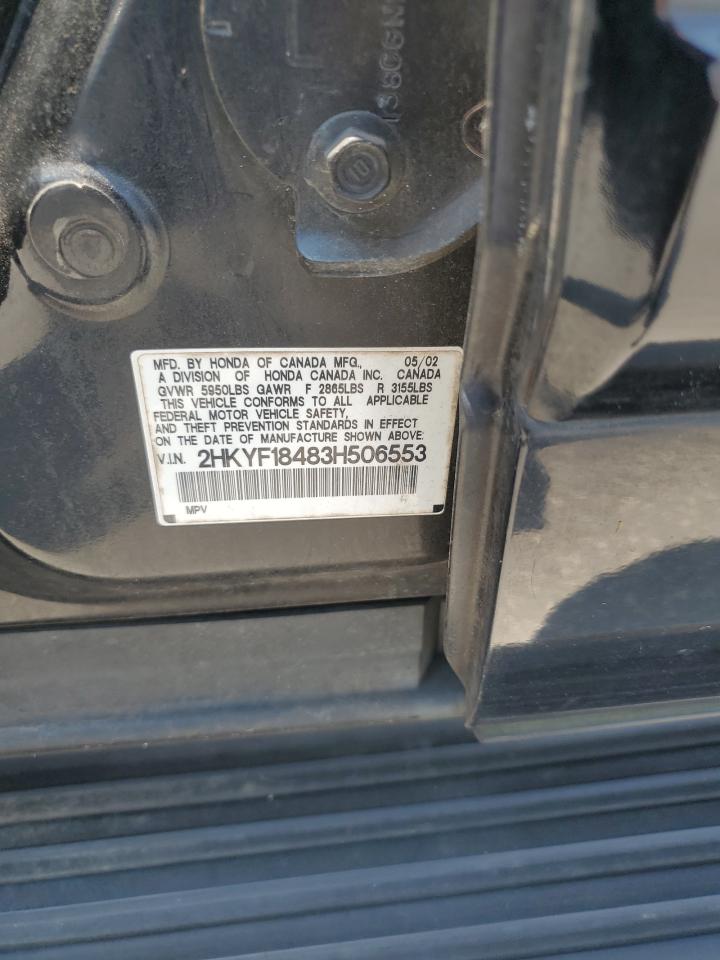 10
MFD. BY HONDA OF CANADA MFG., 05/02
A DIVISION OF HONDA CANADA INC. CANADA
GVWR 5950LBS GAWR F 2865LBS R 3155LBS
THIS VEHICLE CONFORMS TO ALL APPLICABLE
FEDERAL MOTOR VEHICLE SAFETY,
AND THEFT PREVENTION STANDARDS IN EFFECT
ON THE DATE OF MANUFACTURE SHOWN ABOVE:
V.I.N. 2HKYF18483H506553
MPV